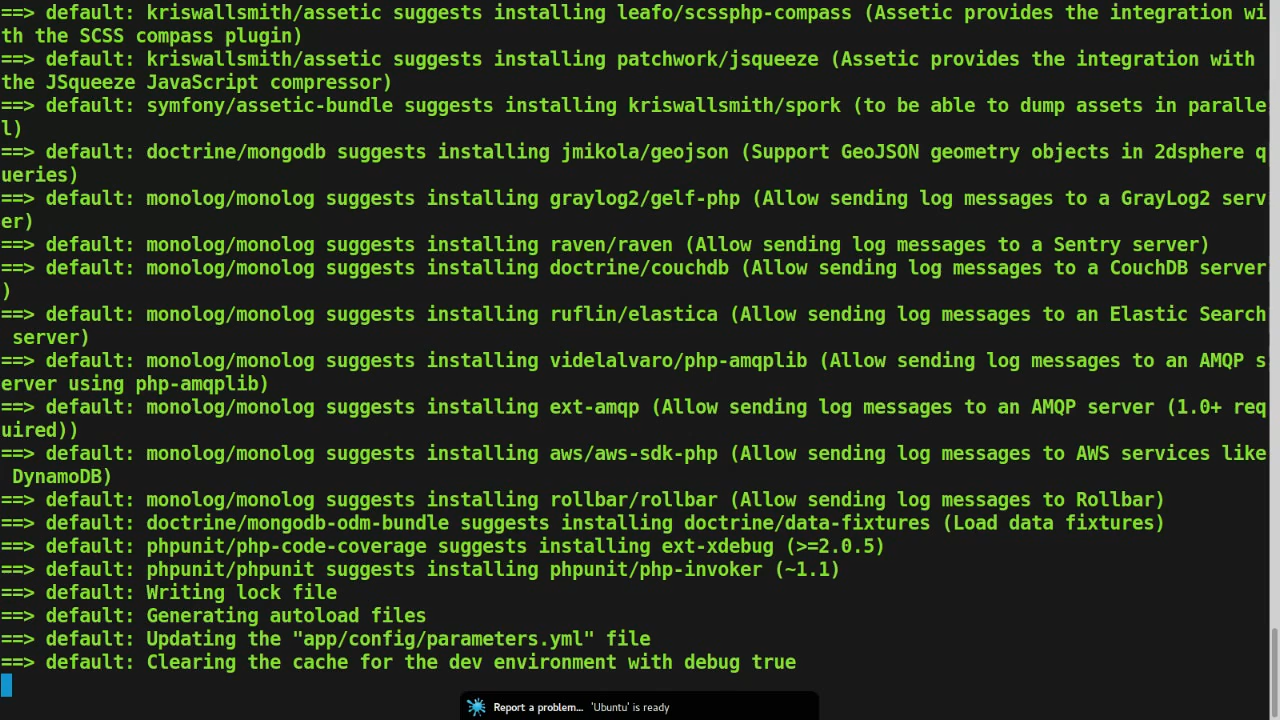 ==> default: kriswallsmith/assetic suggests installing leafo/scssphp-compass (Assetic provides the integration wi
th the SCSS compass plugin)
==> default: kriswallsmith/assetic suggests installing patchwork/jsqueeze (Assetic provides the integration with
the JSqueeze JavaScript compressor)
==> default: symfony/assetic-bundle suggests installing kriswallsmith/spork (to be able to dump assets in paralle
l)
==> default: doctrine/mongodb suggests installing jmikola/geojson (Support GeoJSON geometry objects in 2dsphere q
ueries)
==> default: monolog/monolog suggests installing graylog2/gelf-php (Allow sending log messages to a GrayLog2 serv
er)
==> default: monolog/monolog suggests installing raven/raven (Allow sending log messages to a Sentry server)
==> default: monolog/monolog suggests installing doctrine/couchdb (Allow sending log messages to a CouchDB server
)
==> default: monolog/monolog suggests installing ruflin/elastica (Allow sending log messages to an Elastic Search
 server)
==> default: monolog/monolog suggests installing videlalvaro/php-amqplib (Allow sending log messages to an AMQP s
erver using php-amqplib)
==> default: monolog/monolog suggests installing ext-amqp (Allow sending log messages to an AMQP server (1.0+ req
uired))
==> default: monolog/monolog suggests installing aws/aws-sdk-php (Allow sending log messages to AWS services like
 DynamoDB)
==> default: monolog/monolog suggests installing rollbar/rollbar (Allow sending log messages to Rollbar)
==> default: doctrine/mongodb-odm-bundle suggests installing doctrine/data-fixtures (Load data fixtures)
==> default: phpunit/php-code-coverage suggests installing ext-xdebug (>=2.0.5)
==> default: phpunit/phpunit suggests installing phpunit/php-invoker (~1.1)
==> default: Writing lock file
==> default: Generating autoload files
==> default: Updating the "app/config/parameters.yml" file
==> default: Clearing the cache for the dev environment with debug true
Report a problem... 'Ubuntu' is ready